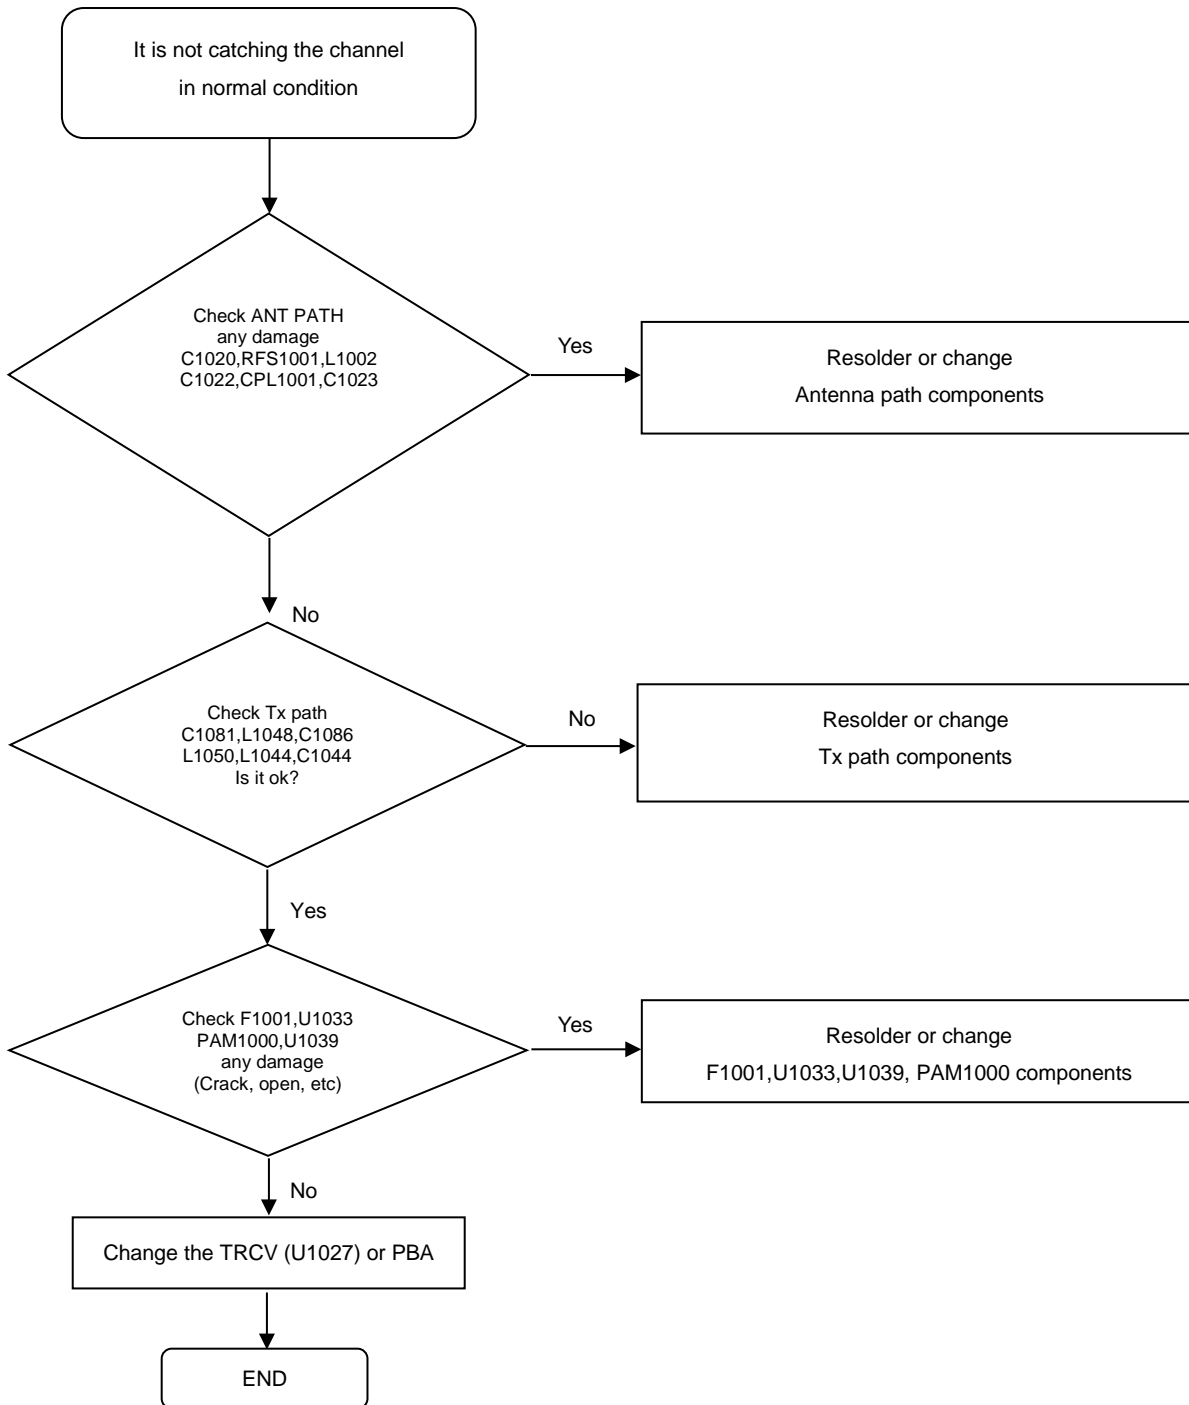 It is not catching the channel
in normal condition
Check ANT PATH
any damage
C1020,RFS1001,L1002
C1022,CPL1001,C1023
Yes
Resolder or change
Antenna path components
No
Check Tx path
C1081,L1048,C1086
L1050,L1044,C1044
Is it ok?
No
Resolder or change
Tx path components
Yes
Check F1001,U1033
PAM1000,U1039
any damage
(Crack, open, etc)
Yes
Resolder or change
F1001,U1033,U1039, PAM1000 components
No
Change the TRCV (U1027) or PBA
END